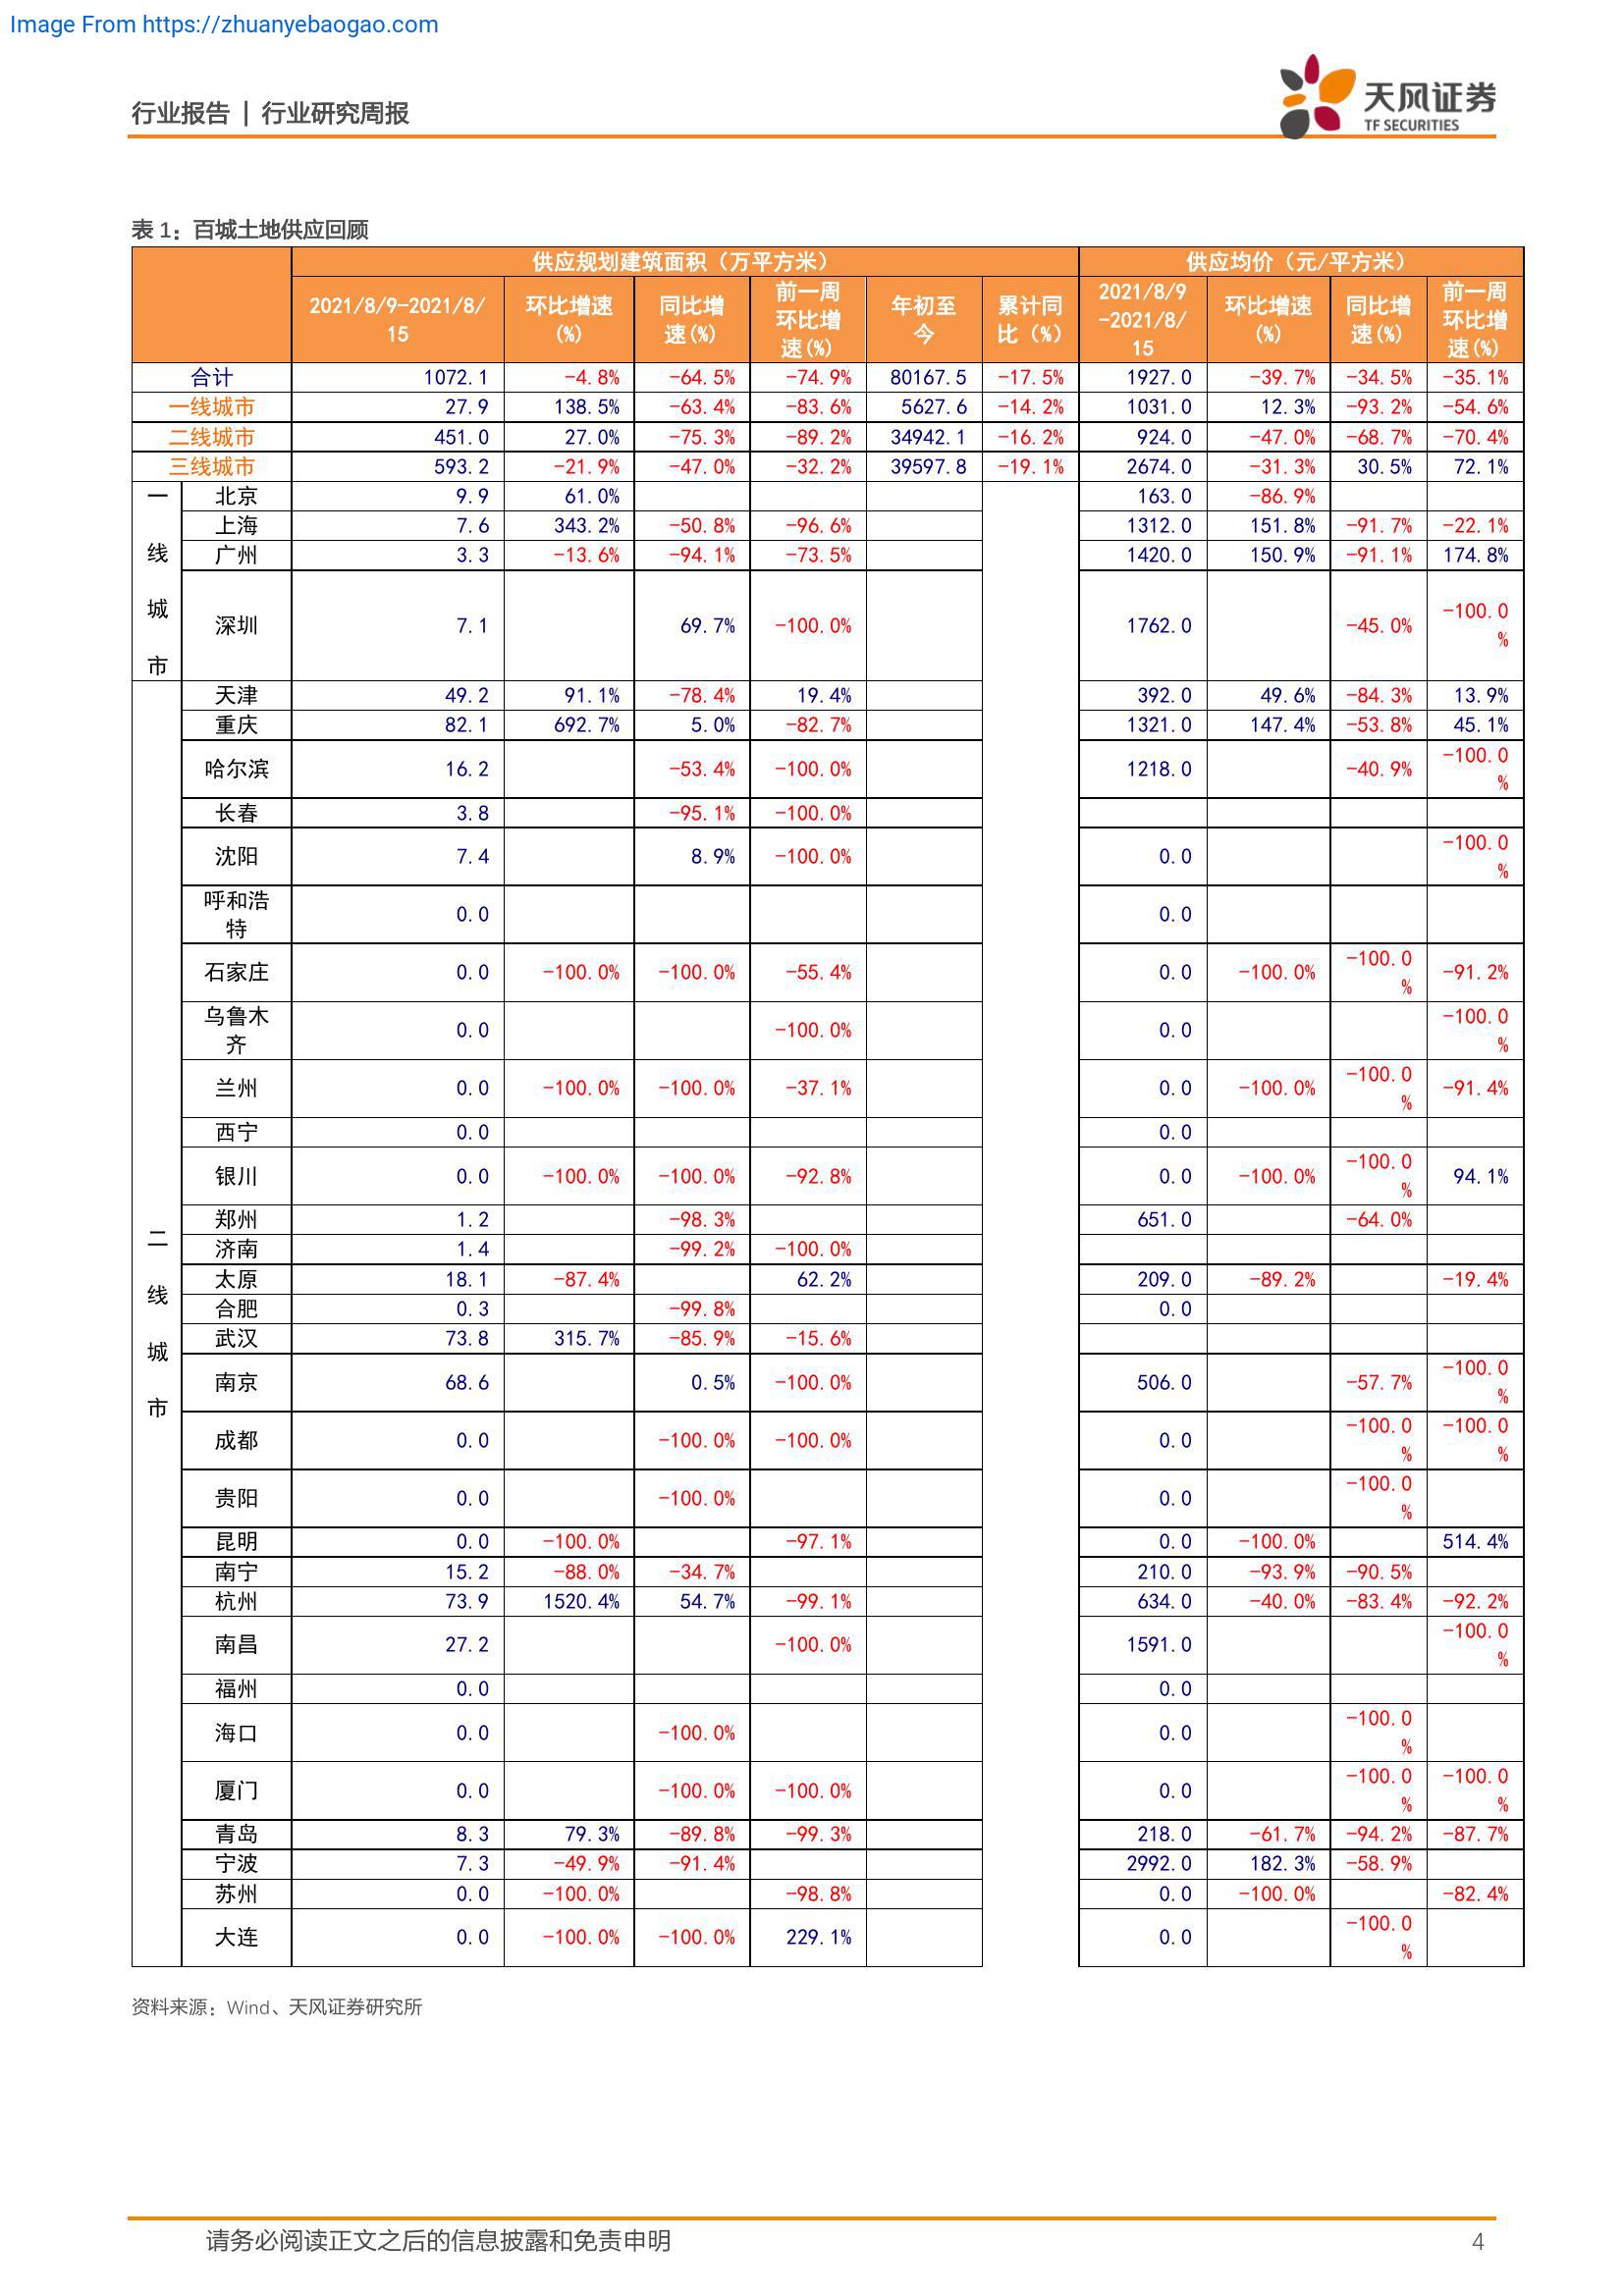 Image From https://zhuanyebaogao.com
行业报告 | 行业研究周报
天风证券
TF SECURITIES
表 1：百城土地供应回顾
供应规划建筑面积（万平方米） 供应均价（元/平方米）
2021/8/9-2021/8/15 环比增速(%) 同比增速(%) 前一周环比增速(%) 年初至今 累计同比（%） 2021/8/9-2021/8/15 环比增速(%) 同比增速(%) 前一周环比增速(%)
合计 1072.1 -4.8% -64.5% -74.9% 80167.5 -17.5% 1927.0 -39.7% -34.5% -35.1%
一线城市 27.9 138.5% -63.4% -83.6% 5627.6 -14.2% 1031.0 12.3% -93.2% -54.6%
二线城市 451.0 27.0% -75.3% -89.2% 34942.1 -16.2% 924.0 -47.0% -68.7% -70.4%
三线城市 593.2 -21.9% -47.0% -32.2% 39597.8 -19.1% 2674.0 -31.3% 30.5% 72.1%
一线城市
北京 9.9 61.0% 163.0 -86.9%
上海 7.6 343.2% -50.8% -96.6% 1312.0 151.8% -91.7% -22.1%
广州 3.3 -13.6% -94.1% -73.5% 1420.0 150.9% -91.1% 174.8%
深圳 7.1 69.7% -100.0% 1762.0 -45.0% -100.0%
二线城市
天津 49.2 91.1% -78.4% 19.4% 392.0 49.6% -84.3% 13.9%
重庆 82.1 692.7% 5.0% -82.7% 1321.0 147.4% -53.8% 45.1%
哈尔滨 16.2 -53.4% -100.0% 1218.0 -40.9% -100.0%
长春 3.8 -95.1% -100.0%
沈阳 7.4 8.9% -100.0% 0.0 -100.0%
呼和浩特 0.0 0.0
石家庄 0.0 -100.0% -100.0% -55.4% 0.0 -100.0% -100.0% -91.2%
乌鲁木齐 0.0 -100.0% 0.0 -100.0%
兰州 0.0 -100.0% -100.0% -37.1% 0.0 -100.0% -100.0% -91.4%
西宁 0.0 0.0
银川 0.0 -100.0% -100.0% -92.8% 0.0 -100.0% -100.0% 94.1%
郑州 1.2 -98.3% 651.0 -64.0%
济南 1.4 -99.2% -100.0%
太原 18.1 -87.4% 62.2% 209.0 -89.2% -19.4%
合肥 0.3 -99.8% 0.0
武汉 73.8 315.7% -85.9% -15.6%
南京 68.6 0.5% -100.0% 506.0 -57.7% -100.0%
成都 0.0 -100.0% -100.0% 0.0 -100.0% -100.0%
贵阳 0.0 -100.0% 0.0 -100.0%
昆明 0.0 -100.0% -97.1% 0.0 -100.0% 514.4%
南宁 15.2 -88.0% -34.7% 210.0 -93.9% -90.5%
杭州 73.9 1520.4% 54.7% -99.1% 634.0 -40.0% -83.4% -92.2%
南昌 27.2 -100.0% 1591.0 -100.0%
福州 0.0 0.0
海口 0.0 -100.0% 0.0 -100.0%
厦门 0.0 -100.0% -100.0% 0.0 -100.0% -100.0%
青岛 8.3 79.3% -89.8% -99.3% 218.0 -61.7% -94.2% -87.7%
宁波 7.3 -49.9% -91.4% 2992.0 182.3% -58.9%
苏州 0.0 -100.0% -98.8% 0.0 -100.0% -82.4%
大连 0.0 -100.0% -100.0% 229.1% 0.0 -100.0%
资料来源：Wind、天风证券研究所
请务必阅读正文之后的信息披露和免责申明 4